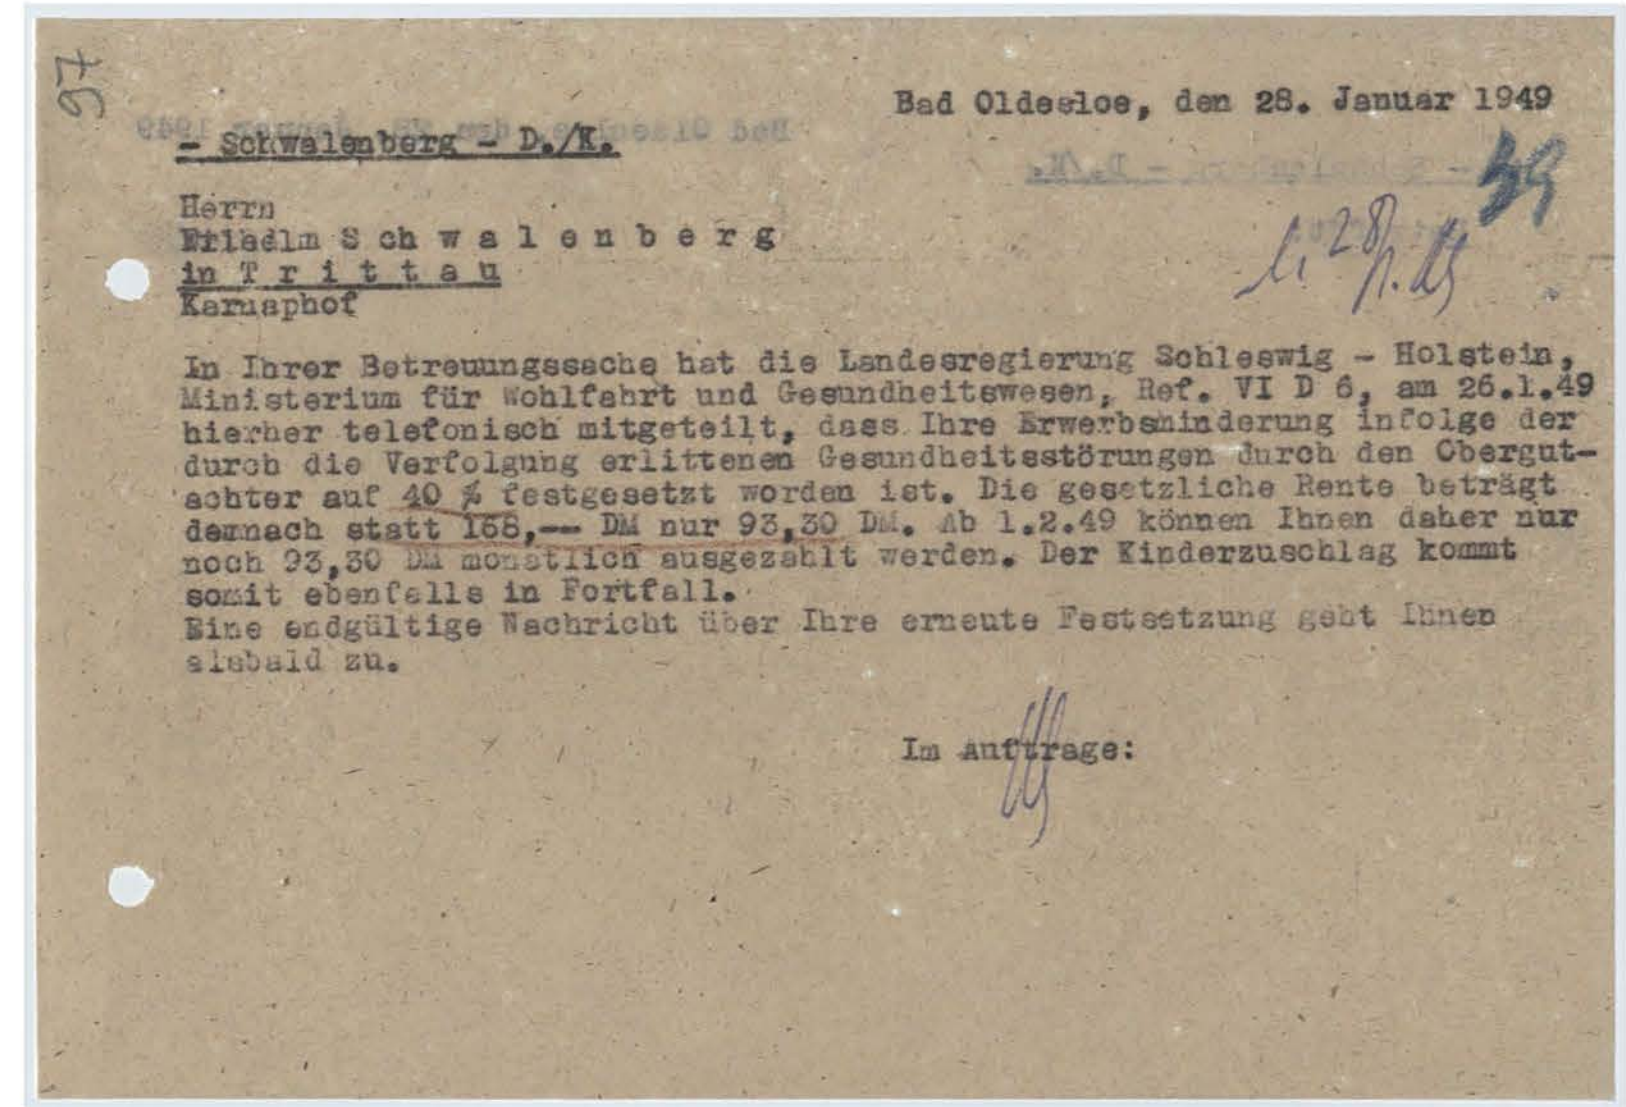 97
Bad Oldesloe, den 28. Januar 1949
- Schwalenberg - D./K.
39
Herrn
Friedlm S c h w a l e n b e r g
in T r i t t a u
Karnaphof
28/1.
In Ihrer Betreuungssache hat die Landesregierung Schleswig - Holstein,
Ministerium für Wohlfahrt und Gesundheitswesen, Ref. VI D 6, am 26.1.49
hierher telefonisch mitgeteilt, dass Ihre Erwerbsminderung infolge der
durch die Verfolgung erlittenen Gesundheitsstörungen durch den Obergut-
achter auf 40 % festgesetzt worden ist. Die gesetzliche Rente beträgt
demnach statt 168,-- DM nur 93,30 DM. Ab 1.2.49 können Ihnen daher nur
noch 93,30 DM monatlich ausgezahlt werden. Der Kinderzuschlag kommt
somit ebenfalls in Fortfall.
Eine endgültige Nachricht über Ihre erneute Festsetzung geht Ihnen
alsbald zu.
Im Auftrage: